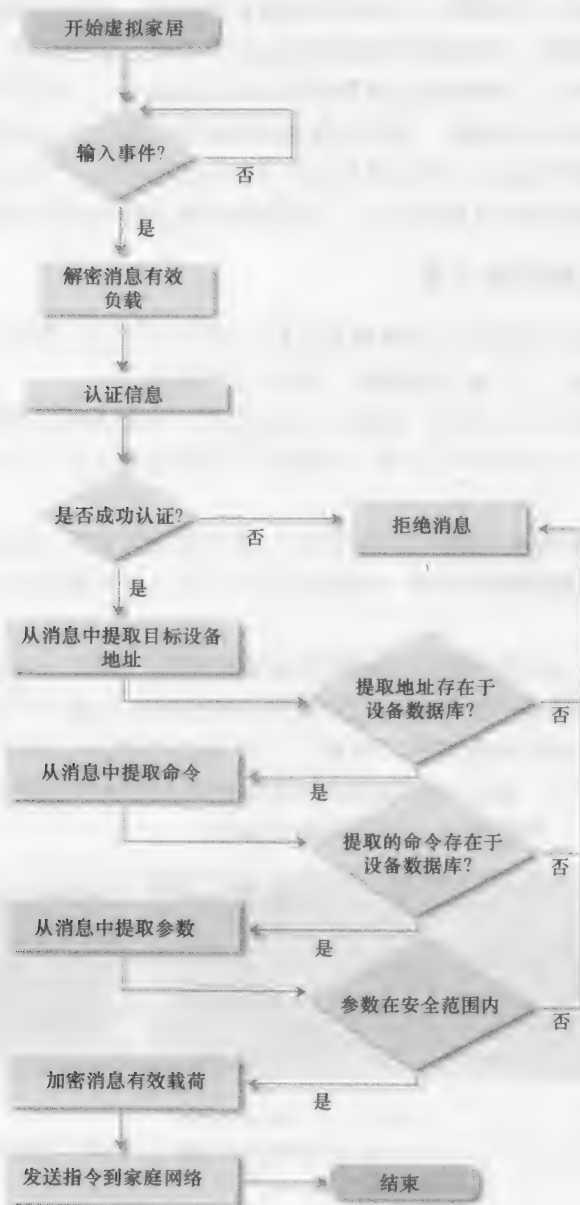 开始虚拟家居
输入事件?
否
是
解密消息有效
负载
认证信息
是否成功认证?
否
拒绝消息
是
从消息中提取目标设备
地址
提取地址存在于
设备数据库?
否
从消息中提取命令
是
提取的命令存在于
设备数据库?
否
从消息中提取参数
是
参数在安全范围内
否
加密消息有效载荷
是
发送指令到家庭网络
结束